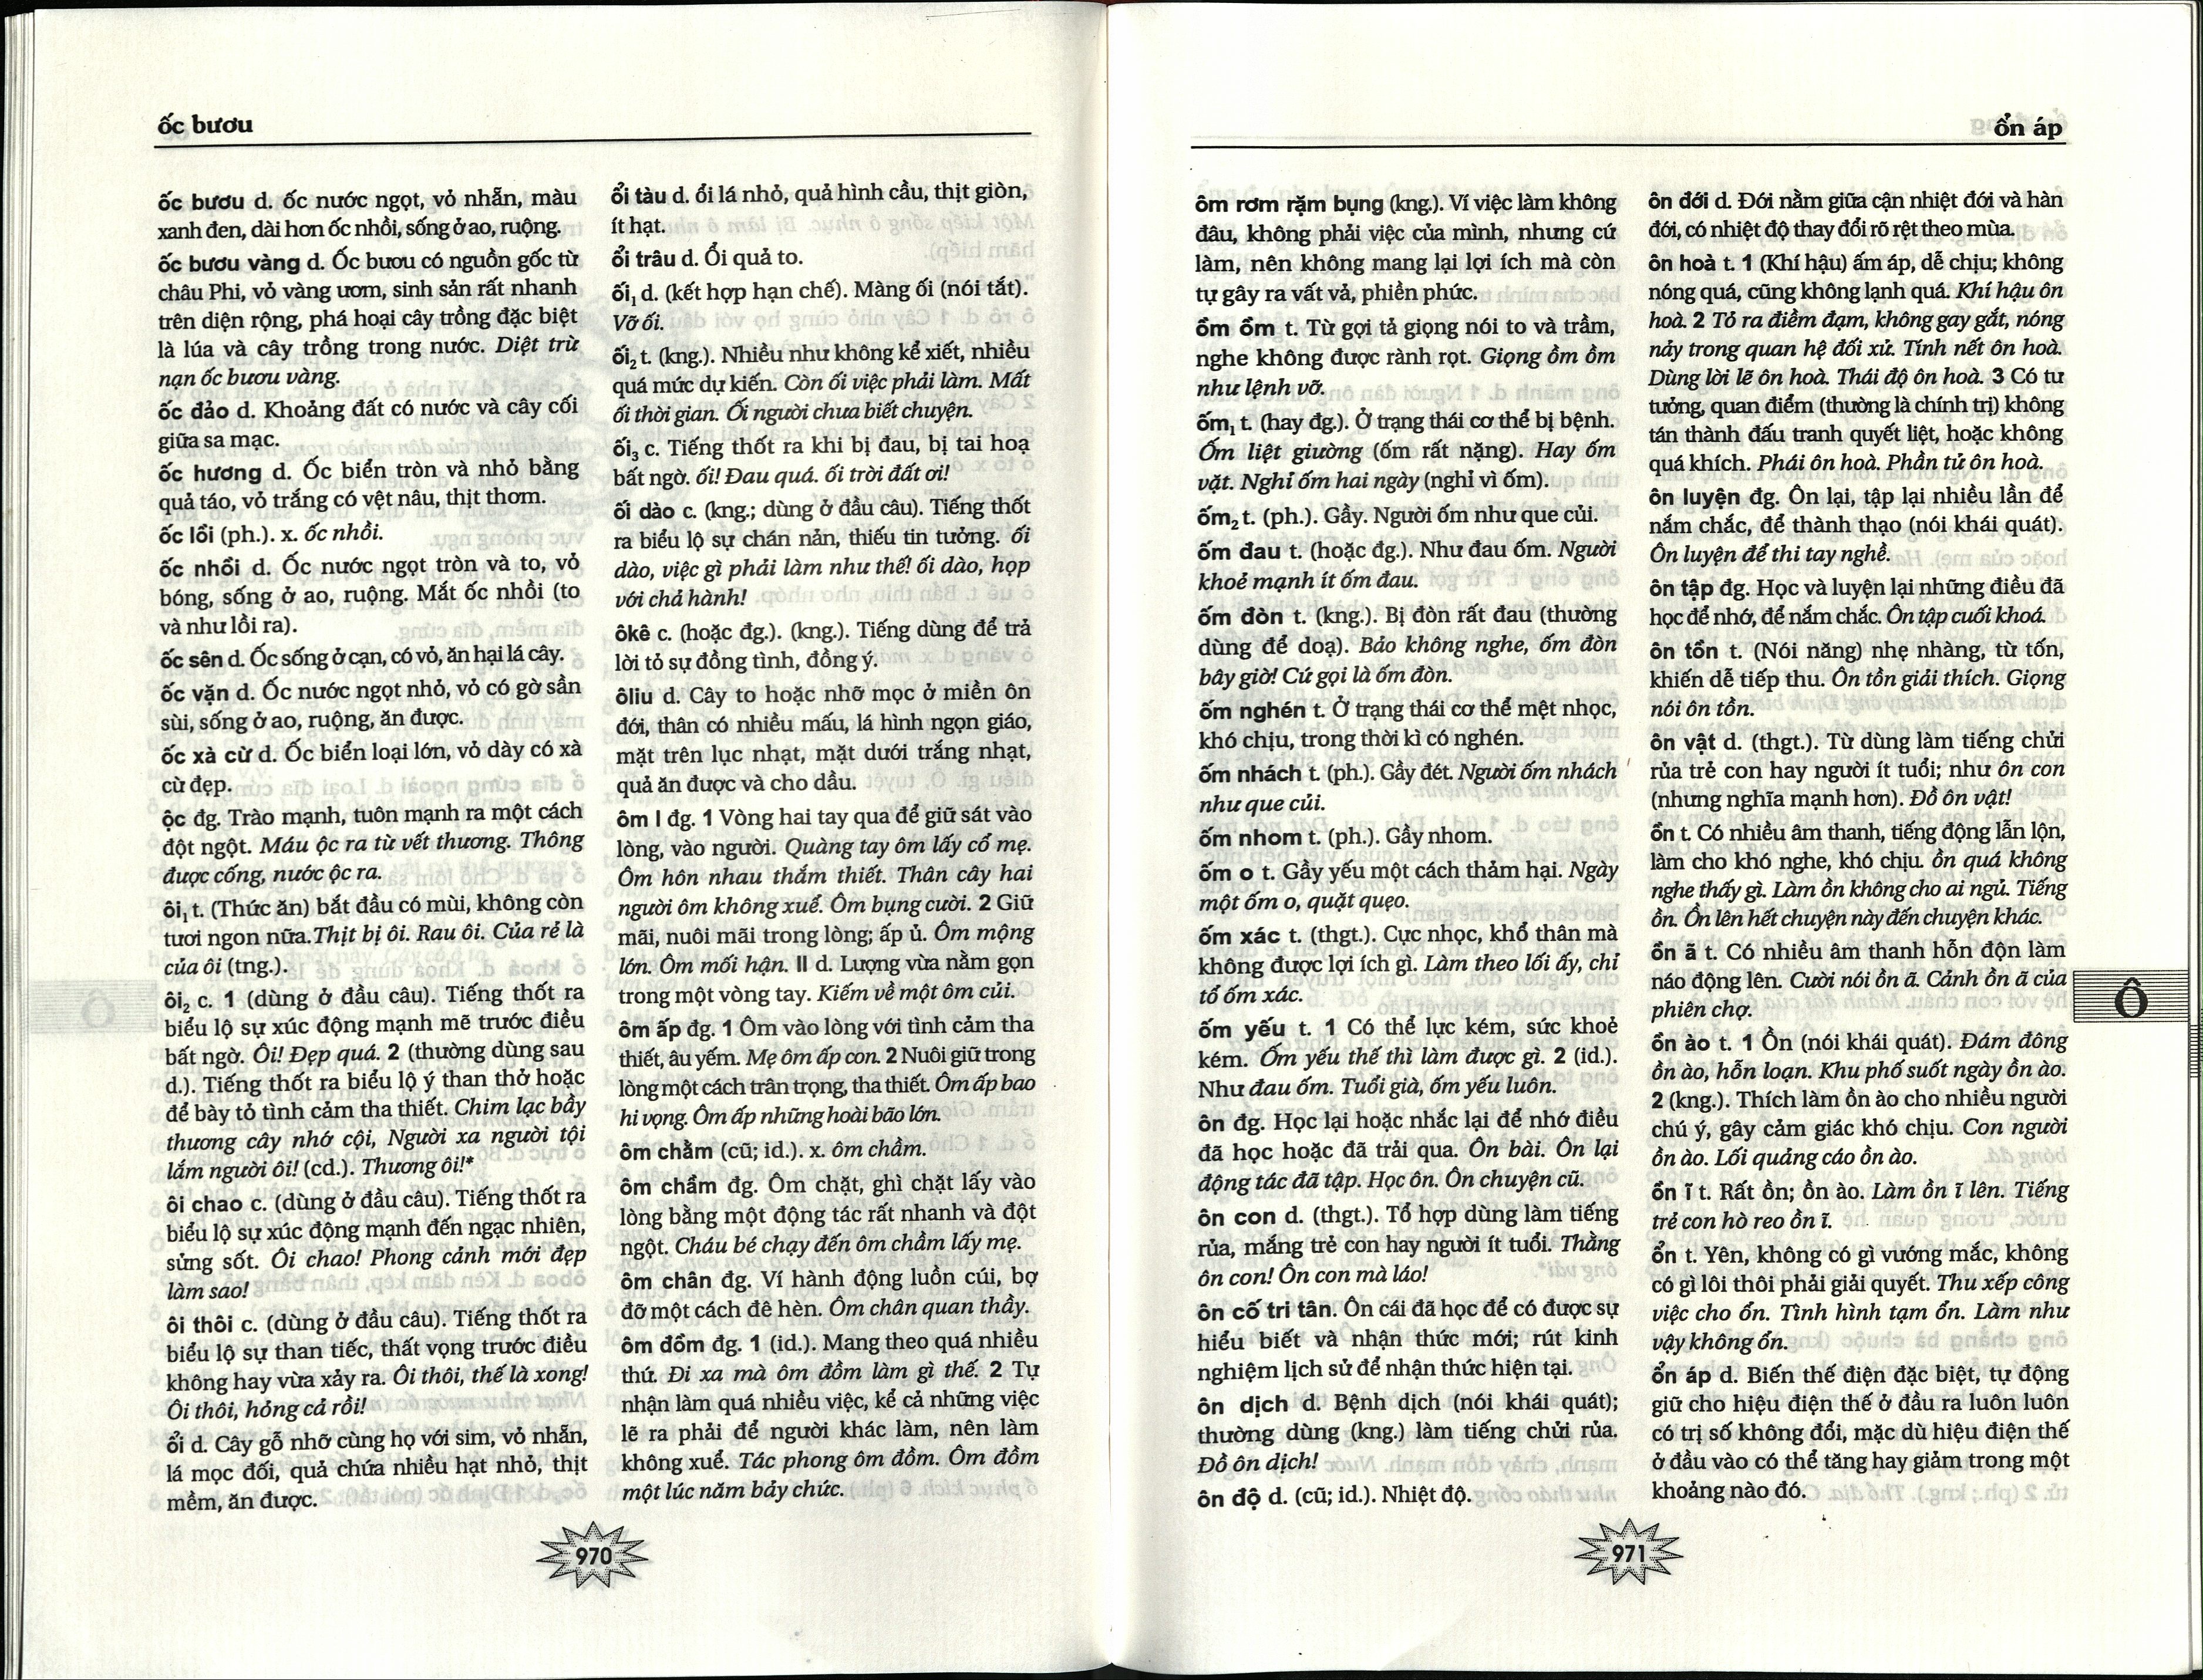 ốc bươu
ốc bươu d. ốc nước ngọt, vỏ nhẵn, màu
xanh đen, dài hơn ốc nhồi, sống ở ao, ruộng.
ốc bươu vàng d. Ốc bươu có nguồn gốc từ
châu Phi, vỏ vàng ươm, sinh sản rất nhanh
trên diện rộng, phá hoại cây trồng đặc biệt
là lúa và cây trồng trong nước. Diệt trừ
nạn ốc bươu vàng.
ốc đảo d. Khoảng đất có nước và cây cối
giữa sa mạc.
ốc hương d. Ốc biển tròn và nhỏ bằng
quả táo, vỏ trắng có vệt nâu, thịt thơm.
ốc lồi (ph.). x. ốc nhồi.
ốc nhồi d. Ốc nước ngọt tròn và to, vỏ
bóng, sống ở ao, ruộng. Mắt ốc nhồi (to
và như lồi ra).
ốc sên d. Ốc sống ở cạn, có vỏ, ăn hại lá cây.
ốc vặn d. Ốc nước ngọt nhỏ, vỏ có gờ sần
sùi, sống ở ao, ruộng, ăn được.
ốc xà cừ d. Ốc biển loại lớn, vỏ dày có xà
cừ đẹp.
ộc đg. Trào mạnh, tuôn mạnh ra một cách
đột ngột. Máu ộc ra từ vết thương. Thông
được cống, nước ộc ra.
ôi₁ t. (Thức ăn) bắt đầu có mùi, không còn
tươi ngon nữa. Thịt bị ôi. Rau ôi. Của rẻ là
của ôi (tng.).
ôi₂ c. 1 (dùng ở đầu câu). Tiếng thốt ra
biểu lộ sự xúc động mạnh mẽ trước điều
bất ngờ. Ôi! Đẹp quá. 2 (thường dùng sau
d.). Tiếng thốt ra biểu lộ ý than thở hoặc
để bày tỏ tình cảm tha thiết. Chim lạc bầy
thương cây nhớ cội, Người xa người tội
lắm người ôi! (cd.). Thương ôi!*
ôi chao c. (dùng ở đầu câu). Tiếng thốt ra
biểu lộ sự xúc động mạnh đến ngạc nhiên,
sửng sốt. Ôi chao! Phong cảnh mới đẹp
làm sao!
ôi thôi c. (dùng ở đầu câu). Tiếng thốt ra
biểu lộ sự than tiếc, thất vọng trước điều
không hay vừa xảy ra. Ôi thôi, thế là xong!
Ôi thôi, hỏng cả rồi!
ổi d. Cây gỗ nhỡ cùng họ với sim, vỏ nhẵn,
lá mọc đối, quả chứa nhiều hạt nhỏ, thịt
mềm, ăn được.
ổi tàu d. ổi lá nhỏ, quả hình cầu, thịt giòn,
ít hạt.
ổi trâu d. Ổi quả to.
ối₁ d. (kết hợp hạn chế). Màng ối (nói tắt).
Vỡ ối.
ối₂ t. (kng.). Nhiều như không kể xiết, nhiều
quá mức dự kiến. Còn ối việc phải làm. Mất
ối thời gian. Ối người chưa biết chuyện.
ối₃ c. Tiếng thốt ra khi bị đau, bị tai hoạ
bất ngờ. ối! Đau quá. ối trời đất ơi!
ối dào c. (kng.; dùng ở đầu câu). Tiếng thốt
ra biểu lộ sự chán nản, thiếu tin tưởng. ối
dào, việc gì phải làm như thế! ối dào, họp
với chả hành!
ôkê c. (hoặc đg.). (kng.). Tiếng dùng để trả
lời tỏ sự đồng tình, đồng ý.
ôliu d. Cây to hoặc nhỡ mọc ở miền ôn
đới, thân có nhiều mấu, lá hình ngọn giáo,
mặt trên lục nhạt, mặt dưới trắng nhạt,
quả ăn được và cho dầu.
ôm I đg. 1 Vòng hai tay qua để giữ sát vào
lòng, vào người. Quàng tay ôm lấy cổ mẹ.
Ôm hôn nhau thắm thiết. Thân cây hai
người ôm không xuể. Ôm bụng cười. 2 Giữ
mãi, nuôi mãi trong lòng; ấp ủ. Ôm mộng
lớn. Ôm mối hận. II d. Lượng vừa nằm gọn
trong một vòng tay. Kiếm về một ôm củi.
ôm ấp đg. 1 Ôm vào lòng với tình cảm tha
thiết, âu yếm. Mẹ ôm ấp con. 2 Nuôi giữ trong
lòng một cách trân trọng, tha thiết. Ôm ấp bao
hi vọng. Ôm ấp những hoài bão lớn.
ôm chằm (cũ; id.). x. ôm chầm.
ôm chầm đg. Ôm chặt, ghì chặt lấy vào
lòng bằng một động tác rất nhanh và đột
ngột. Cháu bé chạy đến ôm chầm lấy mẹ.
ôm chân đg. Ví hành động luồn cúi, bợ
đỡ một cách đê hèn. Ôm chân quan thầy.
ôm đồm đg. 1 (id.). Mang theo quá nhiều
thứ. Đi xa mà ôm đồm làm gì thế. 2 Tự
nhận làm quá nhiều việc, kể cả những việc
lẽ ra phải để người khác làm, nên làm
không xuể. Tác phong ôm đồm. Ôm đồm
một lúc năm bảy chức.
970
ổn áp
ôm rơm rặm bụng (kng.). Ví việc làm không
đâu, không phải việc của mình, nhưng cứ
làm, nên không mang lại lợi ích mà còn
tự gây ra vất vả, phiền phức.
ồm ồm t. Từ gọi tả giọng nói to và trầm,
nghe không được rành rọt. Giọng ồm ồm
như lệnh vỡ.
ốm₁ t. (hay đg.). Ở trạng thái cơ thể bị bệnh.
Ốm liệt giường (ốm rất nặng). Hay ốm
vặt. Nghỉ ốm hai ngày (nghỉ vì ốm).
ốm₂ t. (ph.). Gầy. Người ốm như que củi.
ốm đau t. (hoặc đg.). Như đau ốm. Người
khoẻ mạnh ít ốm đau.
ốm đòn t. (kng.). Bị đòn rất đau (thường
dùng để doạ). Bảo không nghe, ốm đòn
bây giờ! Cứ gọi là ốm đòn.
ốm nghén t. Ở trạng thái cơ thể mệt nhọc,
khó chịu, trong thời kì có nghén.
ốm nhách t. (ph.). Gầy đét. Người ốm nhách
như que củi.
ốm nhom t. (ph.). Gầy nhom.
ốm o t. Gầy yếu một cách thảm hại. Ngày
một ốm o, quặt quẹo.
ốm xác t. (thgt.). Cực nhọc, khổ thân mà
không được lợi ích gì. Làm theo lối ấy, chỉ
tổ ốm xác.
ốm yếu t. 1 Có thể lực kém, sức khoẻ
kém. Ốm yếu thế thì làm được gì. 2 (id.).
Như đau ốm. Tuổi già, ốm yếu luôn.
ôn đg. Học lại hoặc nhắc lại để nhớ điều
đã học hoặc đã trải qua. Ôn bài. Ôn lại
động tác đã tập. Học ôn. Ôn chuyện cũ.
ôn con d. (thgt.). Tổ hợp dùng làm tiếng
rủa, mắng trẻ con hay người ít tuổi. Thằng
ôn con! Ôn con mà láo!
ôn cố tri tân. Ôn cái đã học để có được sự
hiểu biết và nhận thức mới; rút kinh
nghiệm lịch sử để nhận thức hiện tại.
ôn dịch d. Bệnh dịch (nói khái quát);
thường dùng (kng.) làm tiếng chửi rủa.
Đồ ôn dịch!
ôn độ d. (cũ; id.). Nhiệt độ.
ôn đới d. Đới nằm giữa cận nhiệt đới và hàn
đới, có nhiệt độ thay đổi rõ rệt theo mùa.
ôn hoà t. 1 (Khí hậu) ấm áp, dễ chịu; không
nóng quá, cũng không lạnh quá. Khí hậu ôn
hoà. 2 Tỏ ra điềm đạm, không gay gắt, nóng
nảy trong quan hệ đối xử. Tính nết ôn hoà.
Dùng lời lẽ ôn hoà. Thái độ ôn hoà. 3 Có tư
tưởng, quan điểm (thường là chính trị) không
tán thành đấu tranh quyết liệt, hoặc không
quá khích. Phái ôn hoà. Phần tử ôn hoà.
ôn luyện đg. Ôn lại, tập lại nhiều lần để
nắm chắc, để thành thạo (nói khái quát).
Ôn luyện để thi tay nghề.
ôn tập đg. Học và luyện lại những điều đã
học để nhớ, để nắm chắc. Ôn tập cuối khoá.
ôn tồn t. (Nói năng) nhẹ nhàng, từ tốn,
khiến dễ tiếp thu. Ôn tồn giải thích. Giọng
nói ôn tồn.
ôn vật d. (thgt.). Từ dùng làm tiếng chửi
rủa trẻ con hay người ít tuổi; như ôn con
(nhưng nghĩa mạnh hơn). Đồ ôn vật!
ồn t. Có nhiều âm thanh, tiếng động lẫn lộn,
làm cho khó nghe, khó chịu. ồn quá không
nghe thấy gì. Làm ồn không cho ai ngủ. Tiếng
ồn. Ồn lên hết chuyện này đến chuyện khác.
ồn ã t. Có nhiều âm thanh hỗn độn làm
náo động lên. Cười nói ồn ã. Cảnh ồn ã của
phiên chợ.
ồn ào t. 1 Ồn (nói khái quát). Đám đông
ồn ào, hỗn loạn. Khu phố suốt ngày ồn ào.
2 (kng.). Thích làm ồn ào cho nhiều người
chú ý, gây cảm giác khó chịu. Con người
ồn ào. Lối quảng cáo ồn ào.
ồn ĩ t. Rất ồn; ồn ào. Làm ồn ĩ lên. Tiếng
trẻ con hò reo ồn ĩ.
ổn t. Yên, không có gì vướng mắc, không
có gì lôi thôi phải giải quyết. Thu xếp công
việc cho ổn. Tình hình tạm ổn. Làm như
vậy không ổn.
ổn áp d. Biến thế điện đặc biệt, tự động
giữ cho hiệu điện thế ở đầu ra luôn luôn
có trị số không đổi, mặc dù hiệu điện thế
ở đầu vào có thể tăng hay giảm trong một
khoảng nào đó.
Ô
971